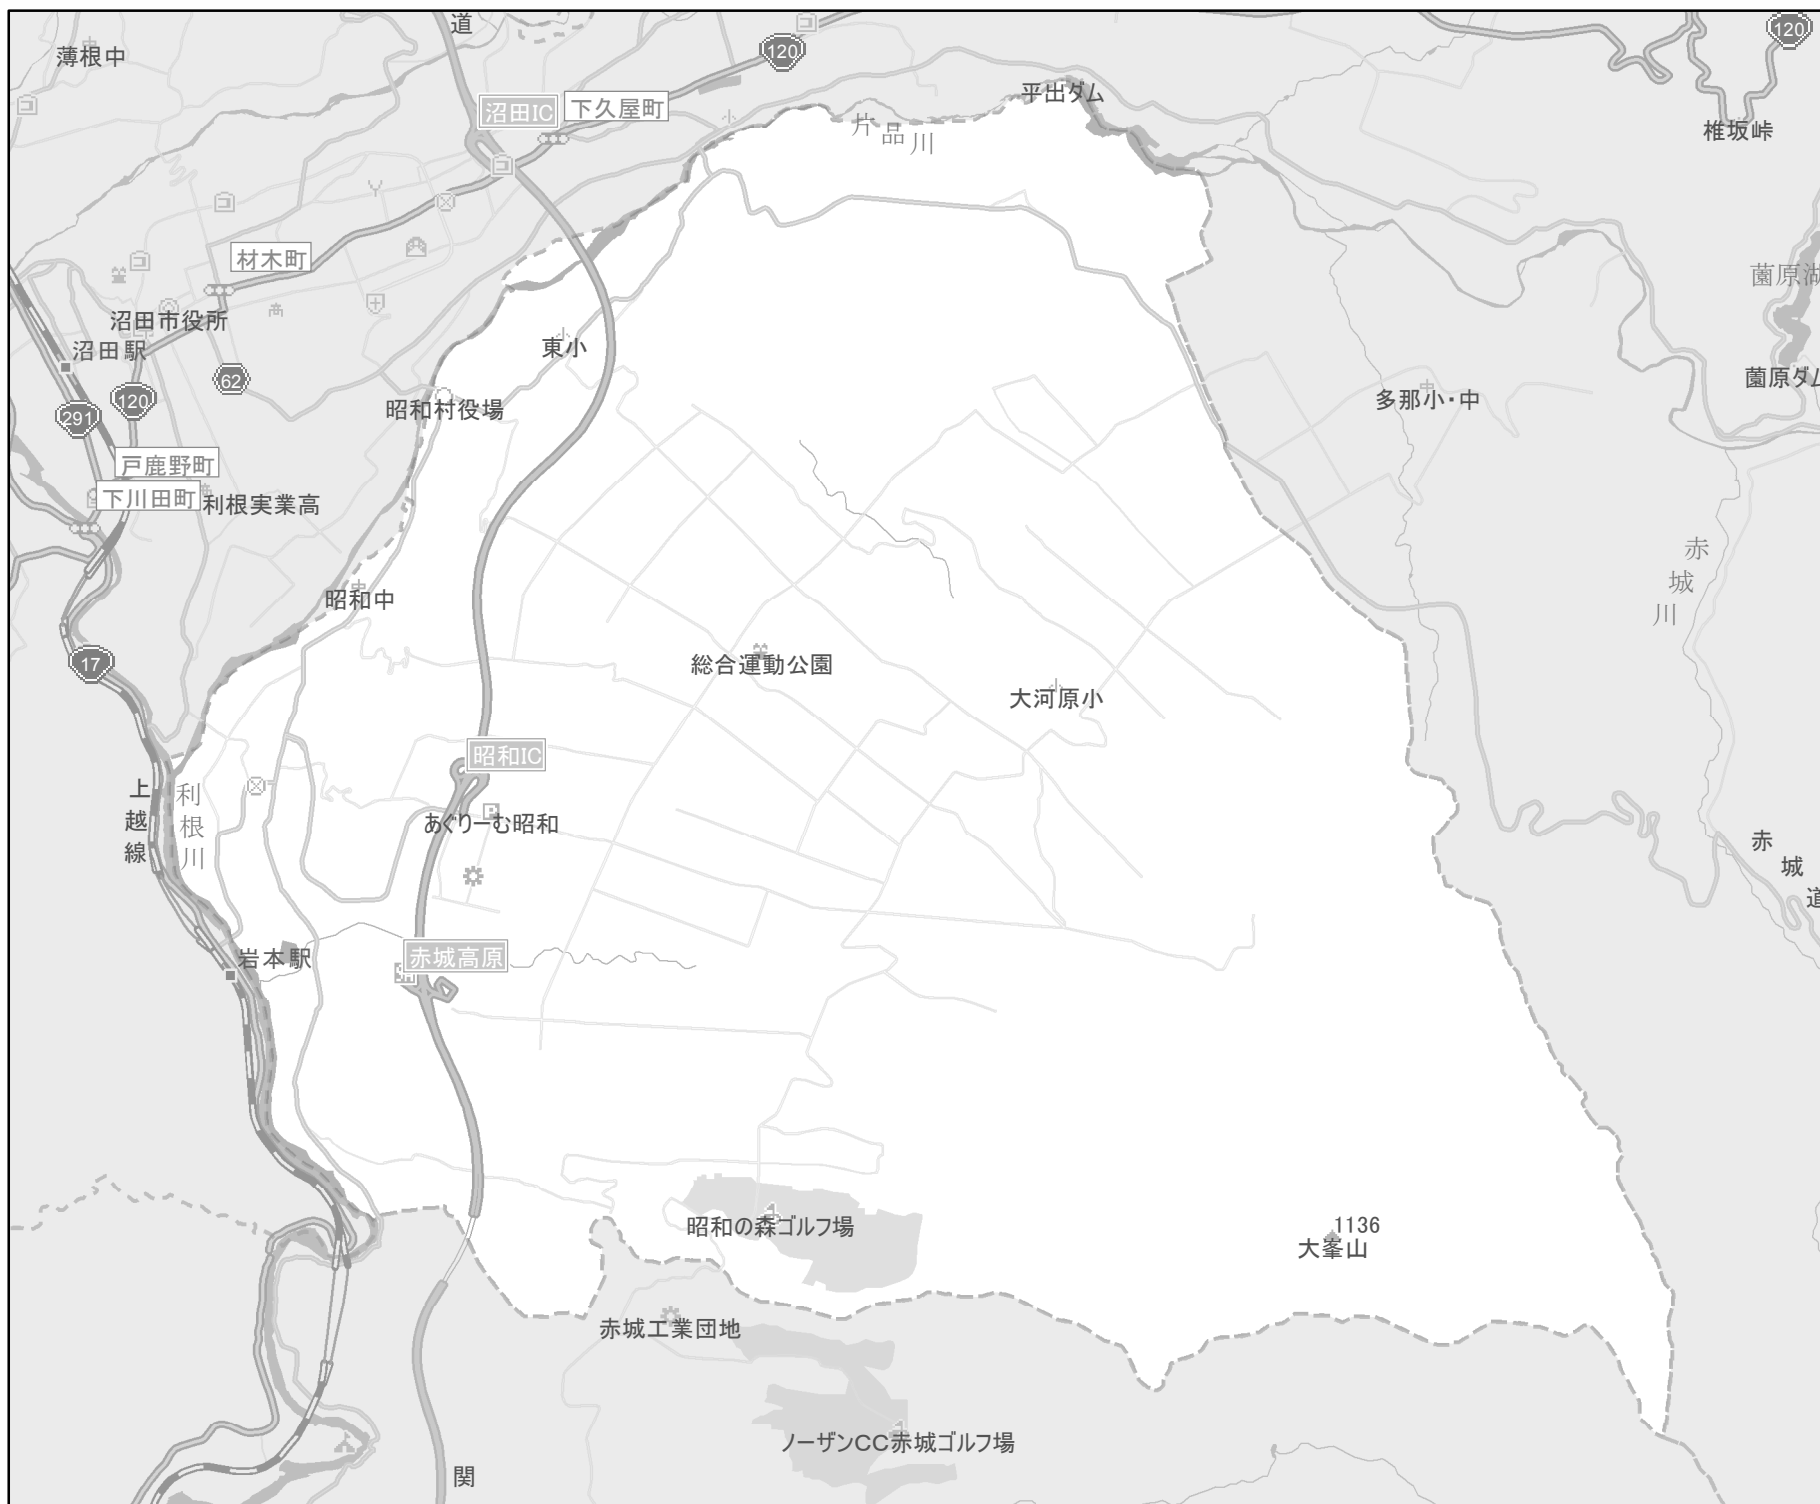 道
薄根中
120
120
沼田IC
下久屋町
平出ダム
片品川
椎坂峠
材木町
薗原湖
沼田市役所
沼田駅
東小
62
120
291
昭和村役場
多那小・中
薗原ダム
戸鹿野町
下川田町
利根実業高
赤城川
昭和中
17
総合運動公園
大河原小
昭和IC
上越線
利根川
あぐりーむ昭和
赤城道
岩本駅
赤城高原
昭和の森ゴルフ場
1136
大峯山
赤城工業団地
ノーザンCC赤城ゴルフ場
関